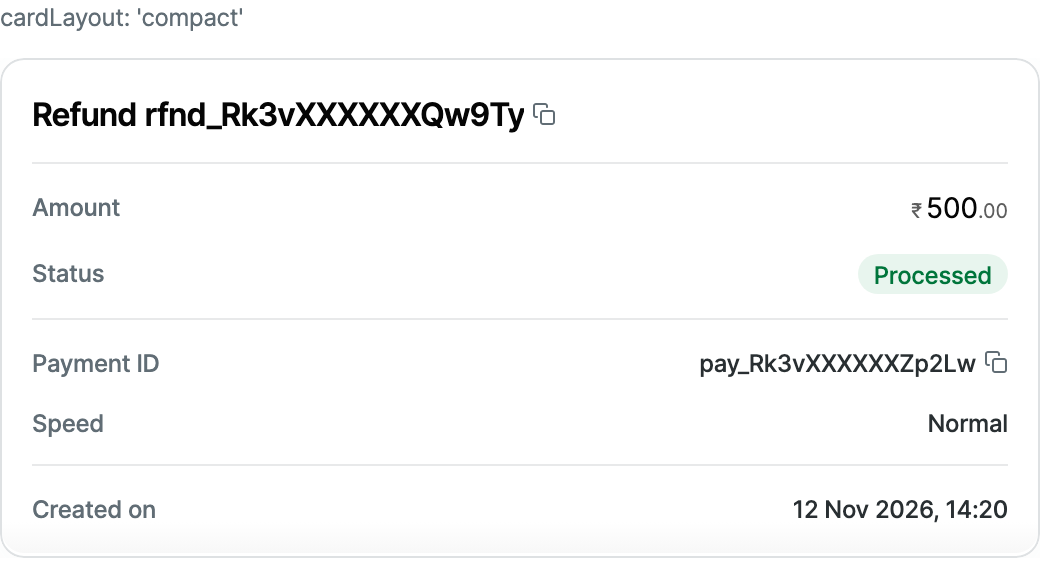 cardLayout: 'compact'
Refund rfnd_Rk3vXXXXXXQw9Ty
Amount ₹500.00
Status Processed
Payment ID pay_Rk3vXXXXXXZp2Lw
Speed Normal
Created on 12 Nov 2026, 14:20